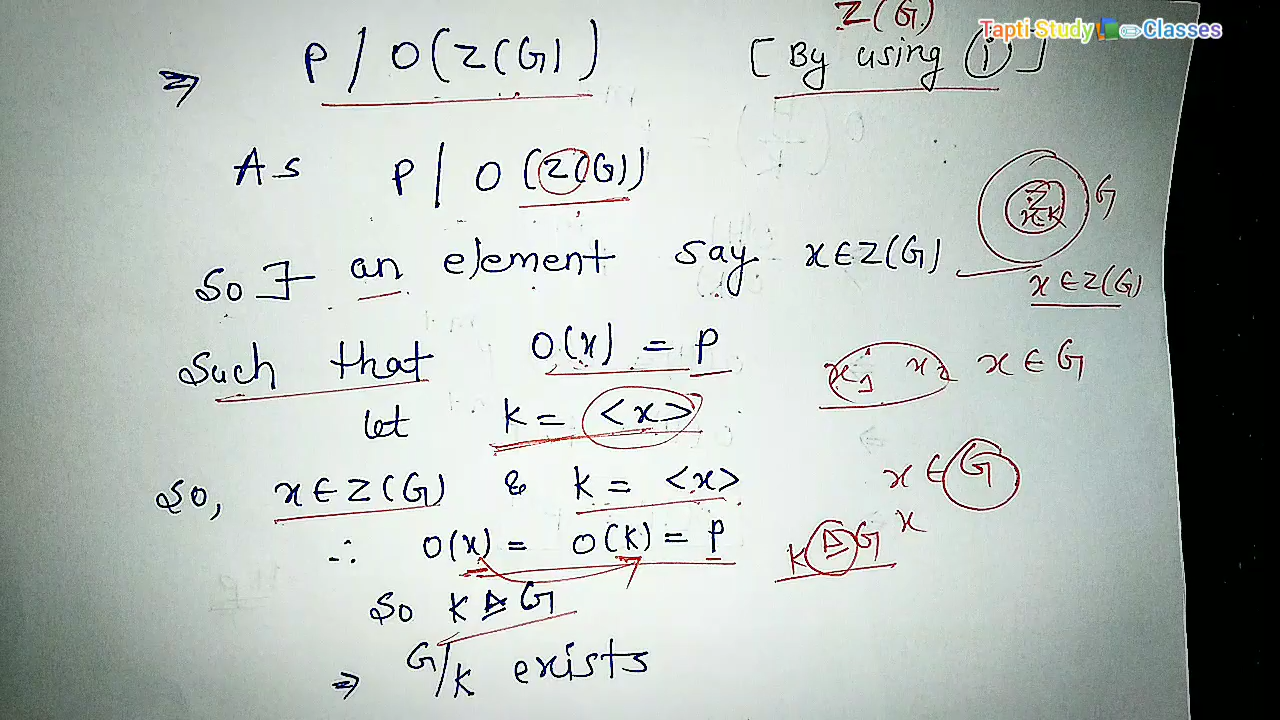 Z(G)
Tapti Study Classes
⇒ P / O(Z(G)) [By using (i)]
As P / O(Z(G))
G
Z
So ∃ an element say x∈Z(G)
x∈Z(G)
Such that O(x) = P
x1 x2 x∈G
let K = <x>
So, x∈Z(G) & K = <x>
x∈G
∴ O(x) = O(K) = P
K ⊴ G x
So K ⊴ G
⇒ G/K exists